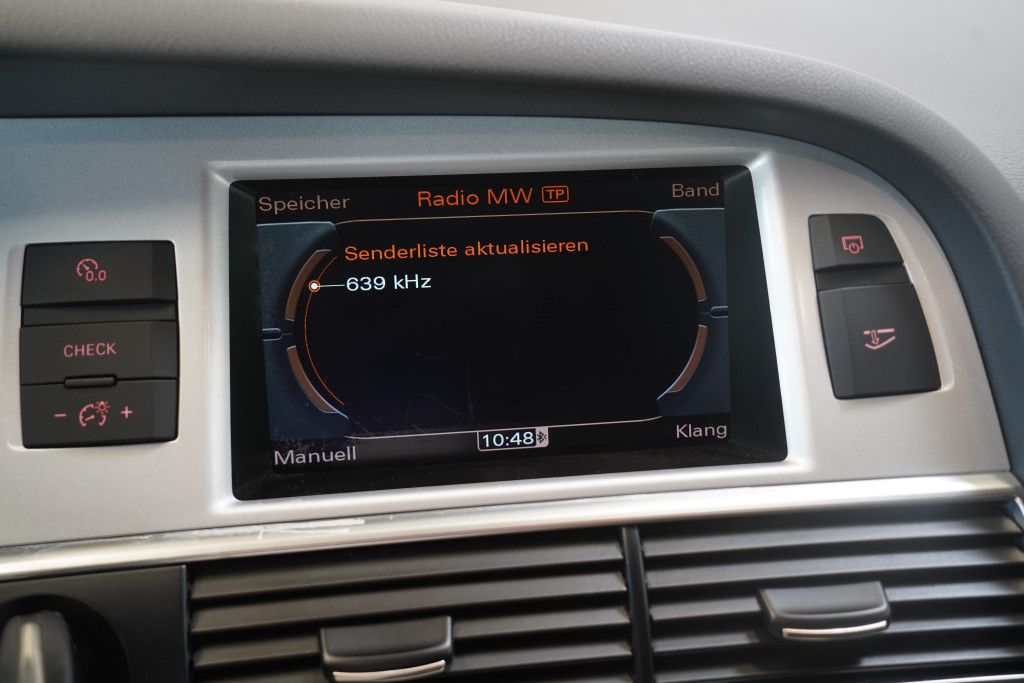 Speicher
Radio MW TP
Band
Senderliste aktualisieren
639 kHz
Manuell
10:48
Klang
0.0
CHECK
- +